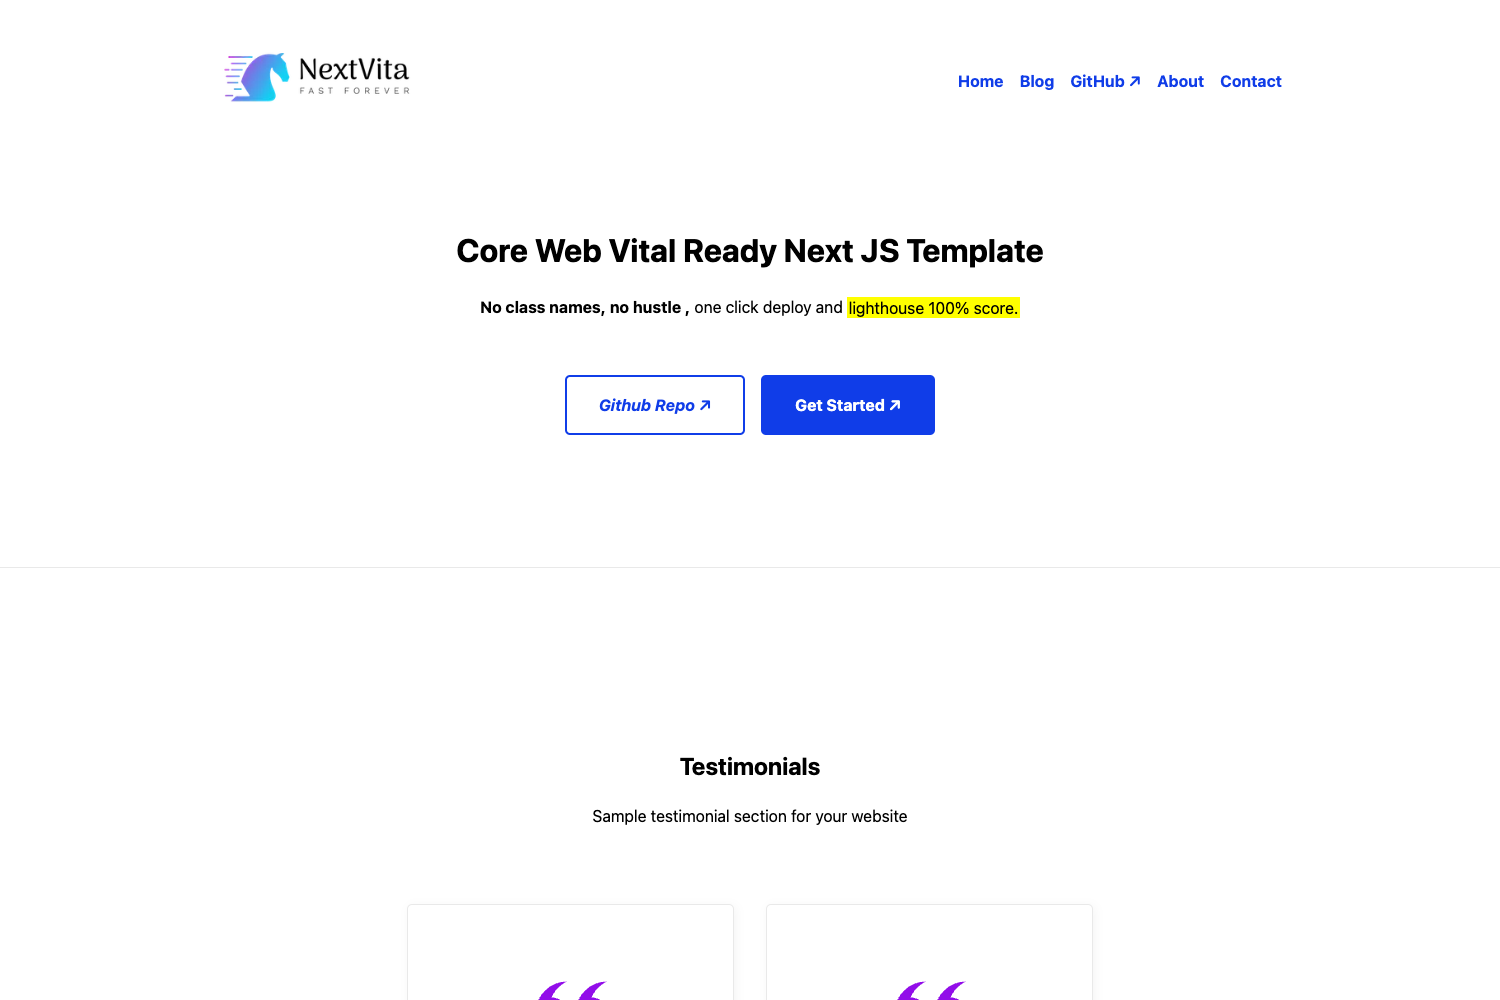 NextVita
FAST FOREVER
Home Blog GitHub ↗ About Contact
Core Web Vital Ready Next JS Template
No class names, no hustle , one click deploy and lighthouse 100% score.
Github Repo ↗ Get Started ↗
Testimonials
Sample testimonial section for your website
“ “